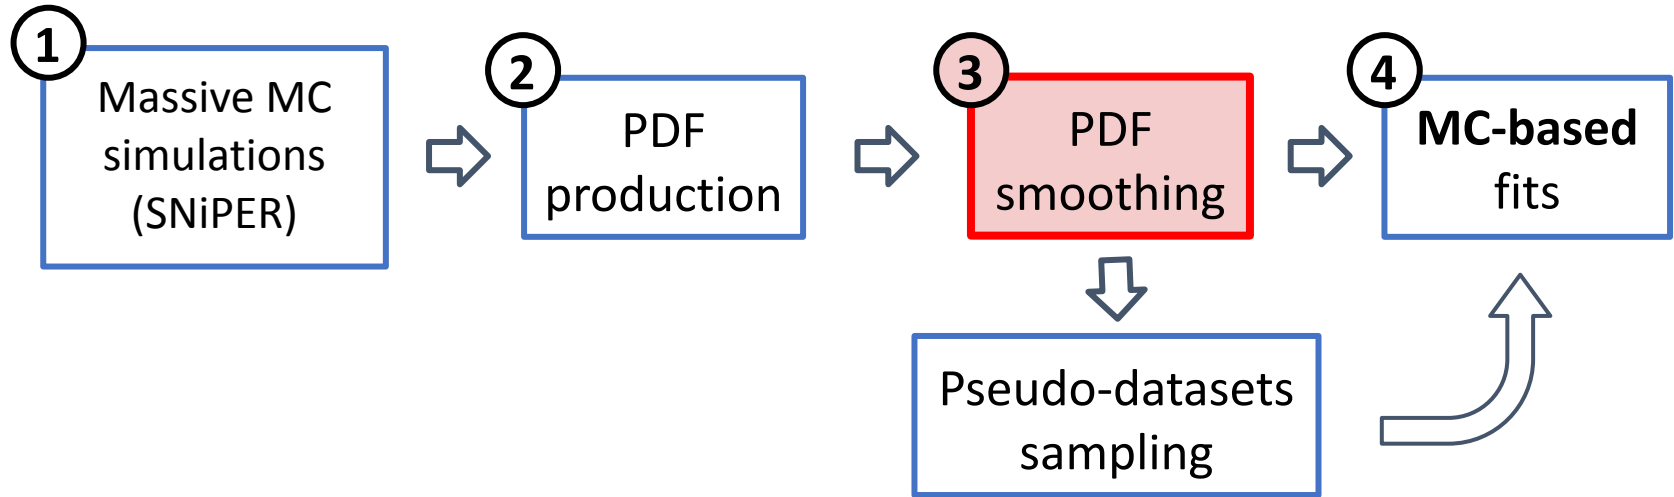 1
Massive MC
simulations
(SNiPER)
2
PDF
production
3
PDF
smoothing
4
MC-based
fits
Pseudo-datasets
sampling